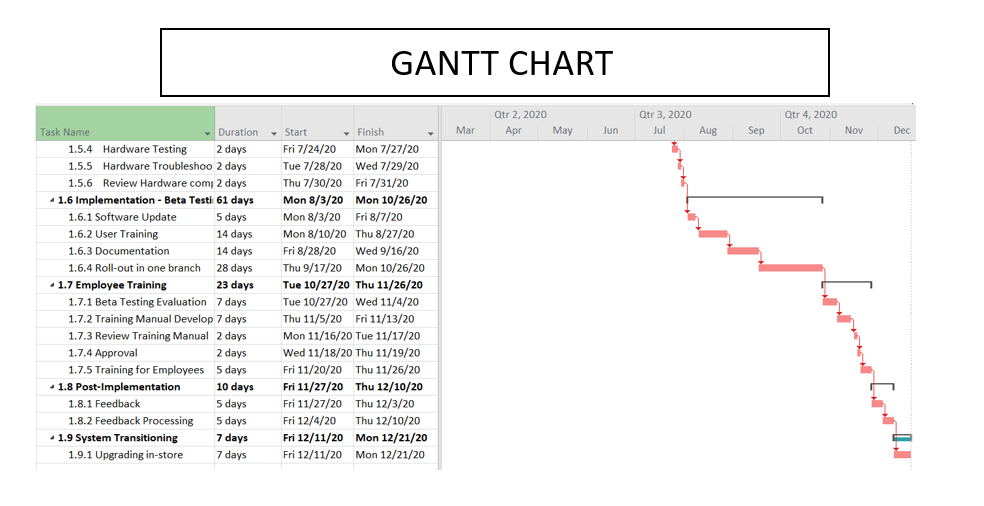 GANTT CHART
Qtr 2, 2020 Qtr 3, 2020 Qtr 4, 2020
Task Name Duration Start Finish Mar Apr May Jun Jul Aug Sep Oct Nov Dec
1.5.4 Hardware Testing 2 days Fri 7/24/20 Mon 7/27/20
1.5.5 Hardware Troubleshoo 2 days Tue 7/28/20 Wed 7/29/20
1.5.6 Review Hardware comp 2 days Thu 7/30/20 Fri 7/31/20
1.6 Implementation - Beta Testi 61 days Mon 8/3/20 Mon 10/26/20
1.6.1 Software Update 5 days Mon 8/3/20 Fri 8/7/20
1.6.2 User Training 14 days Mon 8/10/20 Thu 8/27/20
1.6.3 Documentation 14 days Fri 8/28/20 Wed 9/16/20
1.6.4 Roll-out in one branch 28 days Thu 9/17/20 Mon 10/26/20
1.7 Employee Training 23 days Tue 10/27/20 Thu 11/26/20
1.7.1 Beta Testing Evaluation 7 days Tue 10/27/20 Wed 11/4/20
1.7.2 Training Manual Develop 7 days Thu 11/5/20 Fri 11/13/20
1.7.3 Review Training Manual 2 days Mon 11/16/20 Tue 11/17/20
1.7.4 Approval 2 days Wed 11/18/20 Thu 11/19/20
1.7.5 Training for Employees 5 days Fri 11/20/20 Thu 11/26/20
1.8 Post-Implementation 10 days Fri 11/27/20 Thu 12/10/20
1.8.1 Feedback 5 days Fri 11/27/20 Thu 12/3/20
1.8.2 Feedback Processing 5 days Fri 12/4/20 Thu 12/10/20
1.9 System Transitioning 7 days Fri 12/11/20 Mon 12/21/20
1.9.1 Upgrading in-store 7 days Fri 12/11/20 Mon 12/21/20